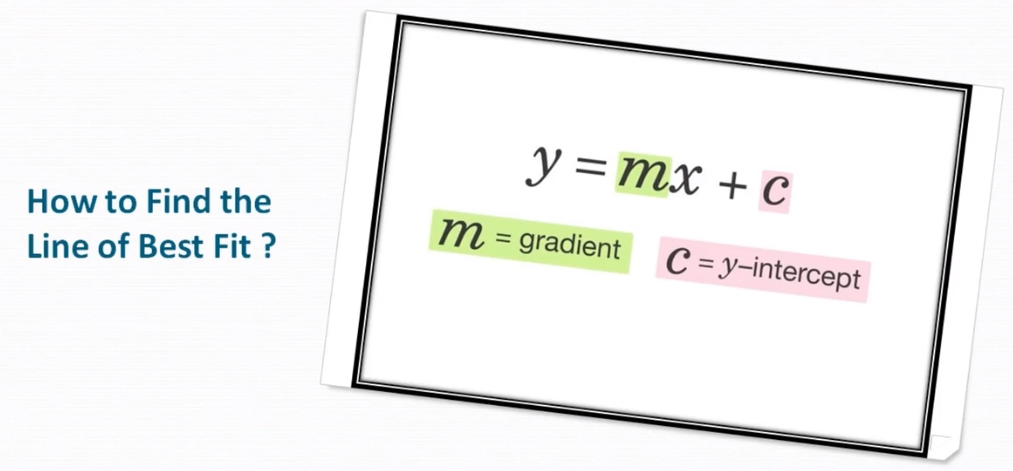 How to Find the
Line of Best Fit ?
y = mx + c
m = gradient
c = y–intercept